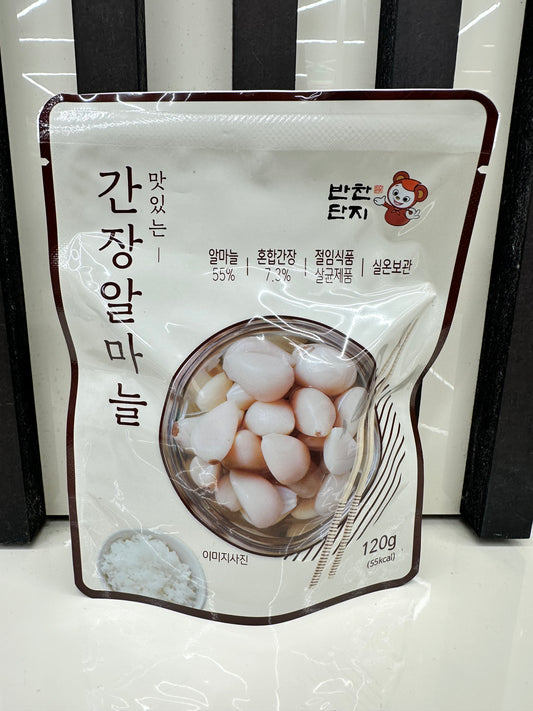 맛있는
간장알마늘
반찬
단지
알마늘 | 혼합간장 | 절임식품 | 실온보관
55% 7.3% 살균제품
이미지사진
120g
(55kcal)